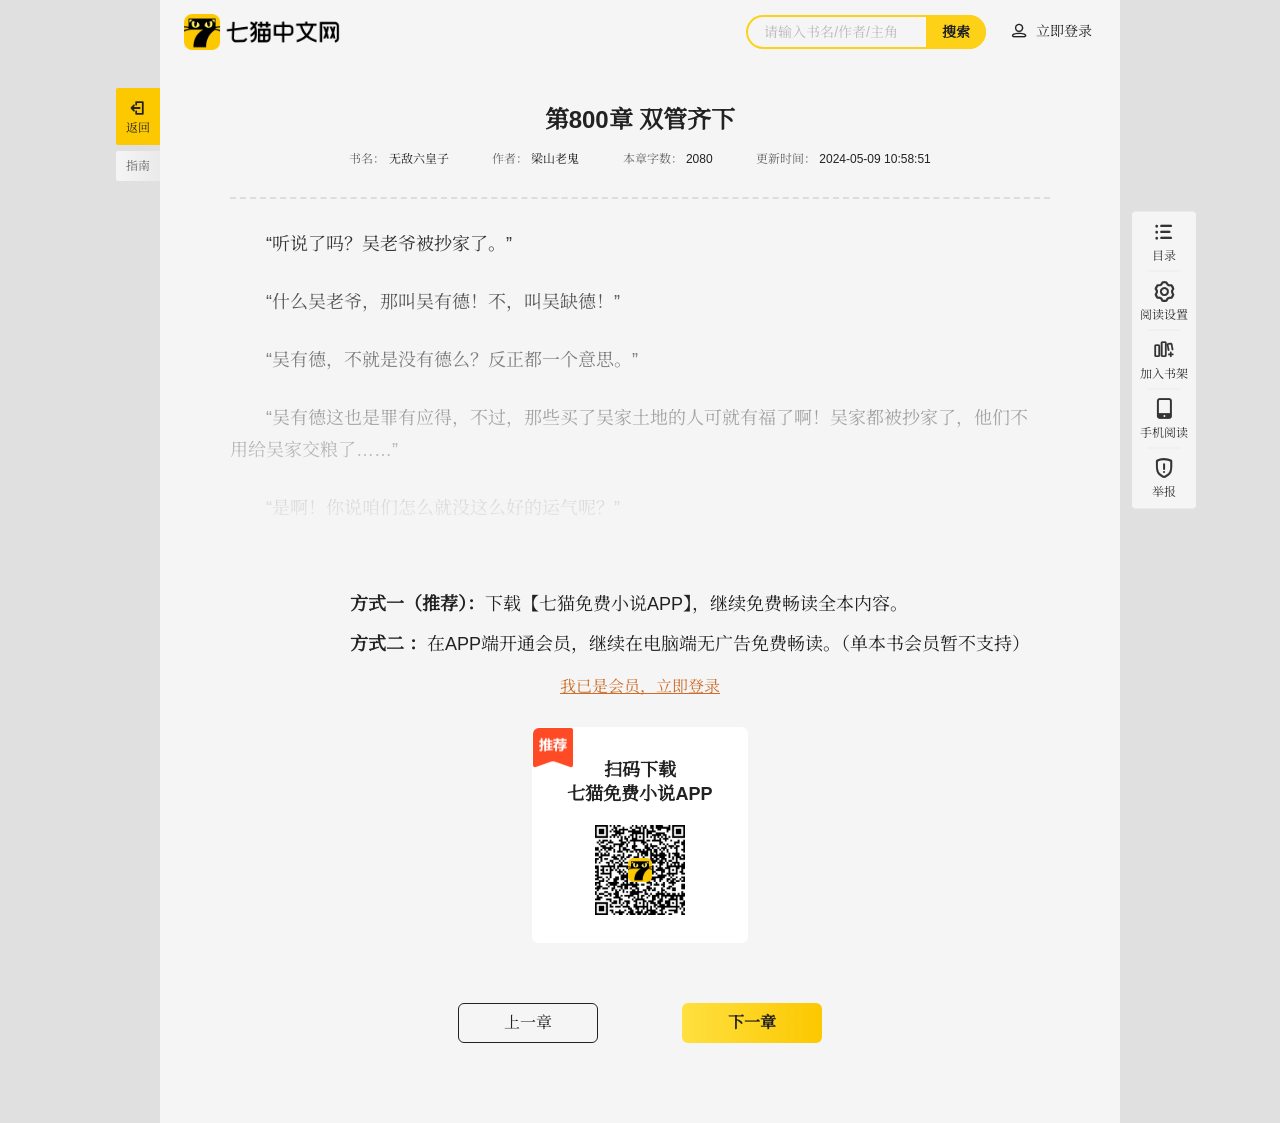 七猫中文网
请输入书名/作者/主角
搜索
立即登录
返回
指南
第800章 双管齐下
书名： 无敌六皇子 作者： 梁山老鬼 本章字数： 2080 更新时间： 2024-05-09 10:58:51
“听说了吗？吴老爷被抄家了。”
“什么吴老爷，那叫吴有德！不，叫吴缺德！”
“吴有德，不就是没有德么？反正都一个意思。”
“吴有德这也是罪有应得，不过，那些买了吴家土地的人可就有福了啊！吴家都被抄家了，他们不
用给吴家交粮了……”
“是啊！你说咱们怎么就没这么好的运气呢？”
目录
阅读设置
加入书架
手机阅读
举报
方式一（推荐）：下载【七猫免费小说APP】，继续免费畅读全本内容。
方式二 ：在APP端开通会员，继续在电脑端无广告免费畅读。（单本书会员暂不支持）
我已是会员，立即登录
推荐
扫码下载
七猫免费小说APP
上一章
下一章